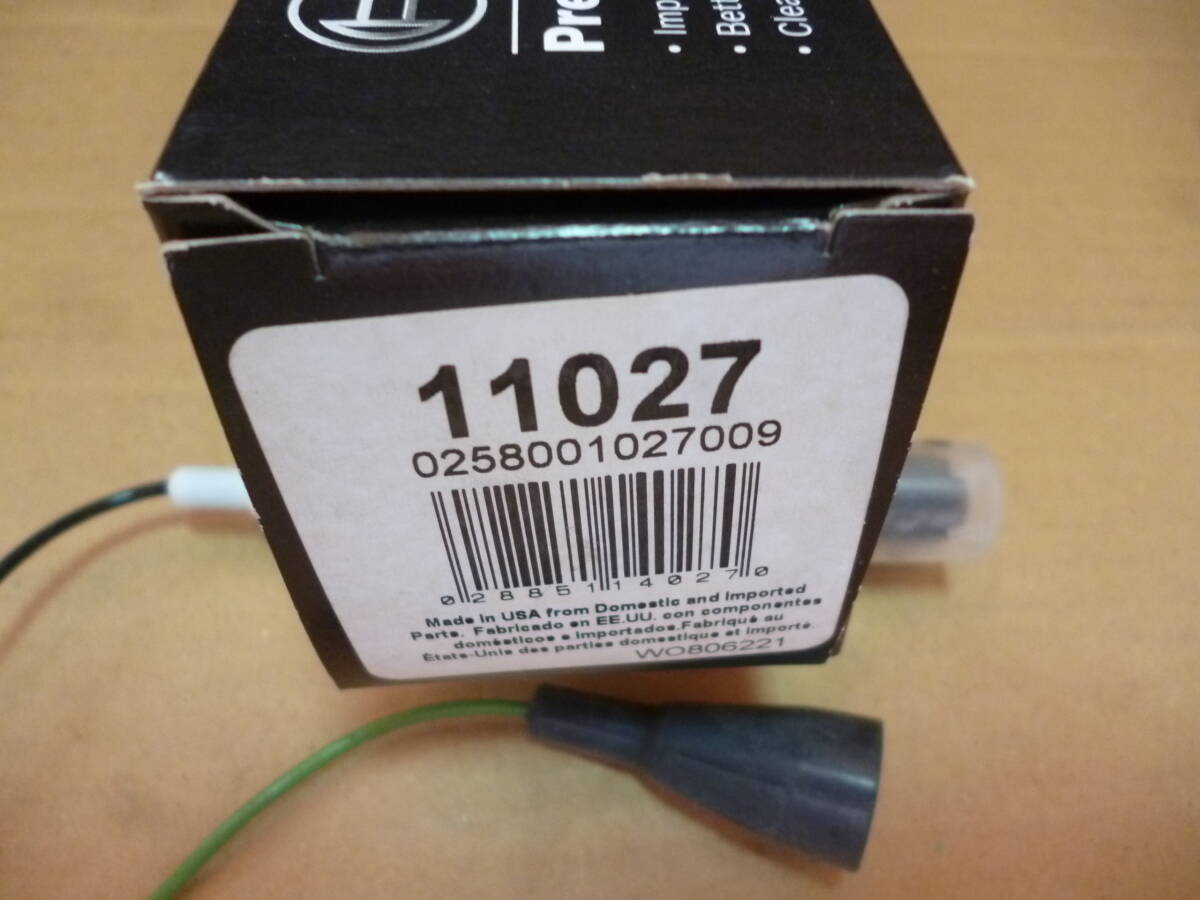 Pre
• Imp
• Bett
• Clea
11027
0258001027009
0 28851 14027 0
Made in USA from Domestic and Imported
Parts. Fabricado en EE.UU. con componentes
domésticos e importados.Fabriqué au
États-Unis des parties domestique et importé.
WO806221